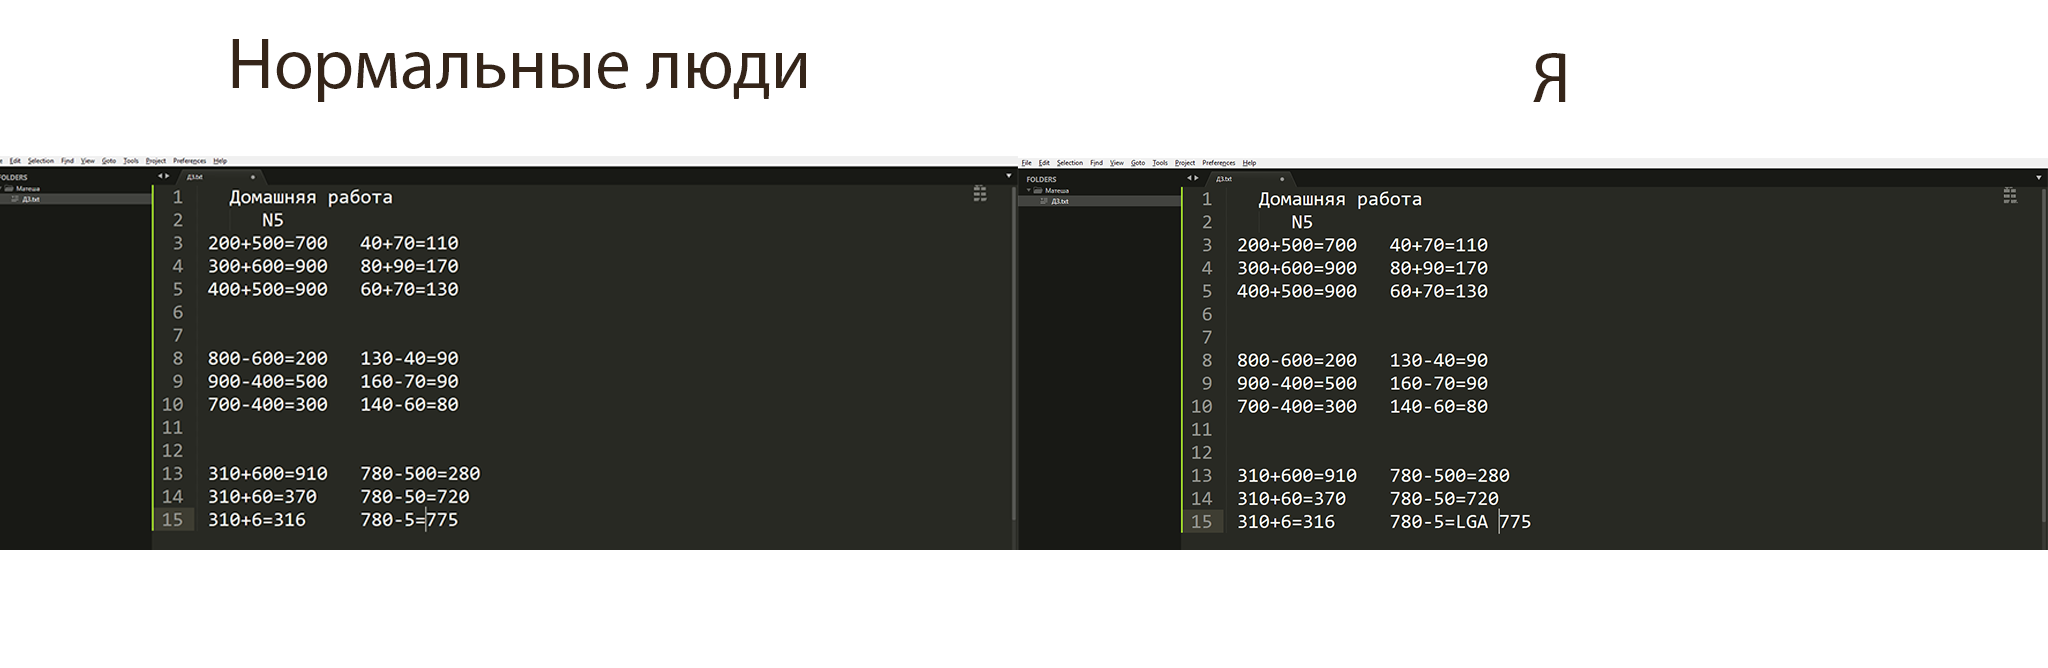 Нормальные люди
e Edit Selection Find View Goto Tools Project Preferences Help
FOLDERS
Матеша
ДЗ.txt
ДЗ.txt
1 Домашняя работа
2 N5
3 200+500=700 40+70=110
4 300+600=900 80+90=170
5 400+500=900 60+70=130
6
7
8 800-600=200 130-40=90
9 900-400=500 160-70=90
10 700-400=300 140-60=80
11
12
13 310+600=910 780-500=280
14 310+60=370 780-50=720
15 310+6=316 780-5=775
Я
File Edit Selection Find View Goto Tools Project Preferences Help
FOLDERS
Матеша
ДЗ.txt
ДЗ.txt
1 Домашняя работа
2 N5
3 200+500=700 40+70=110
4 300+600=900 80+90=170
5 400+500=900 60+70=130
6
7
8 800-600=200 130-40=90
9 900-400=500 160-70=90
10 700-400=300 140-60=80
11
12
13 310+600=910 780-500=280
14 310+60=370 780-50=720
15 310+6=316 780-5=LGA 775